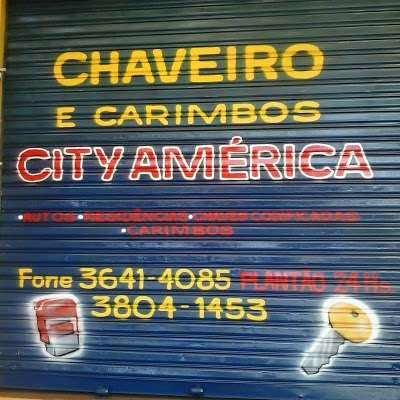 CHAVEIRO
E CARIMBOS
CITY AMÉRICA
• AUTOS • RESIDÊNCIAS • CHAVES CODIFICADAS
• CARIMBOS
Fone 3641-4085 PLANTÃO 24 Hs.
3804-1453